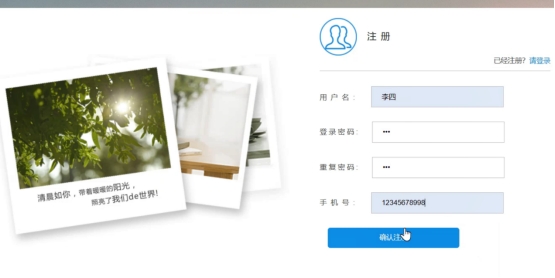 注 册
已经注册? 请登录
用 户 名 :
李四
登录密码:
•••
重复密码:
•••
手 机 号 :
12345678998
确认注
清晨如你，带着暖暖的阳光，
照亮了我们de世界!